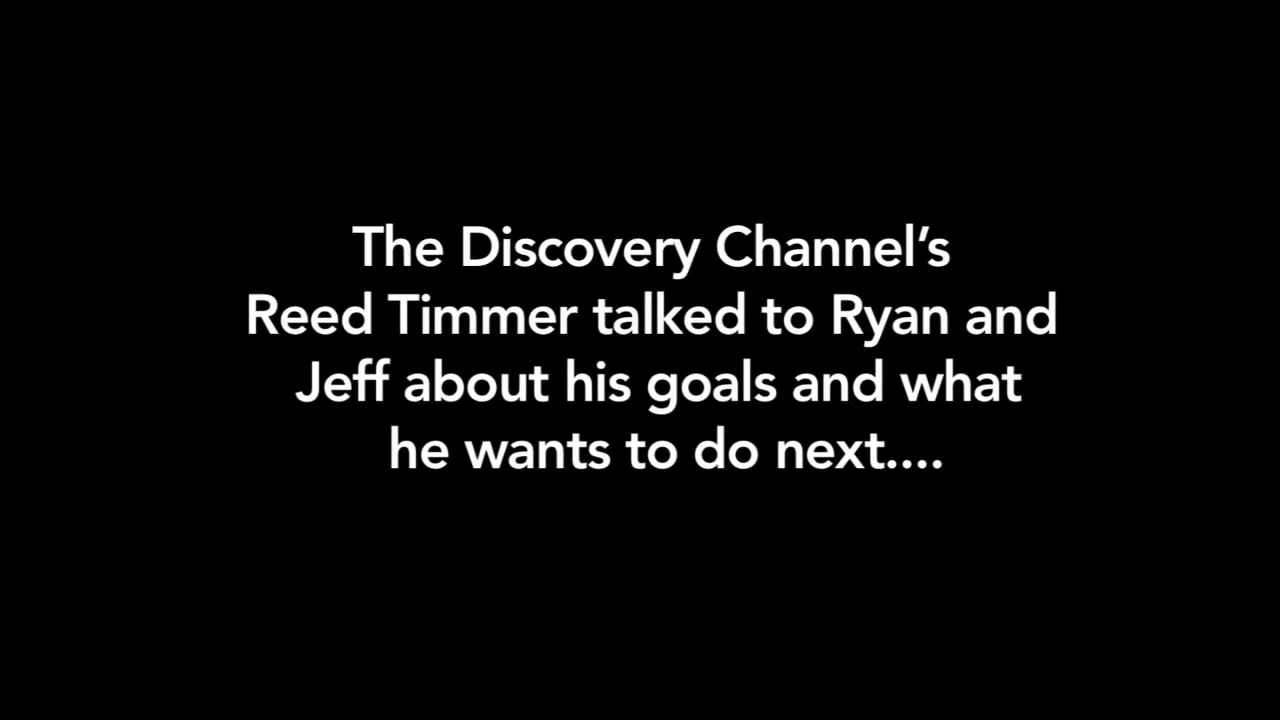 The Discovery Channel’s
Reed Timmer talked to Ryan and
Jeff about his goals and what
he wants to do next....